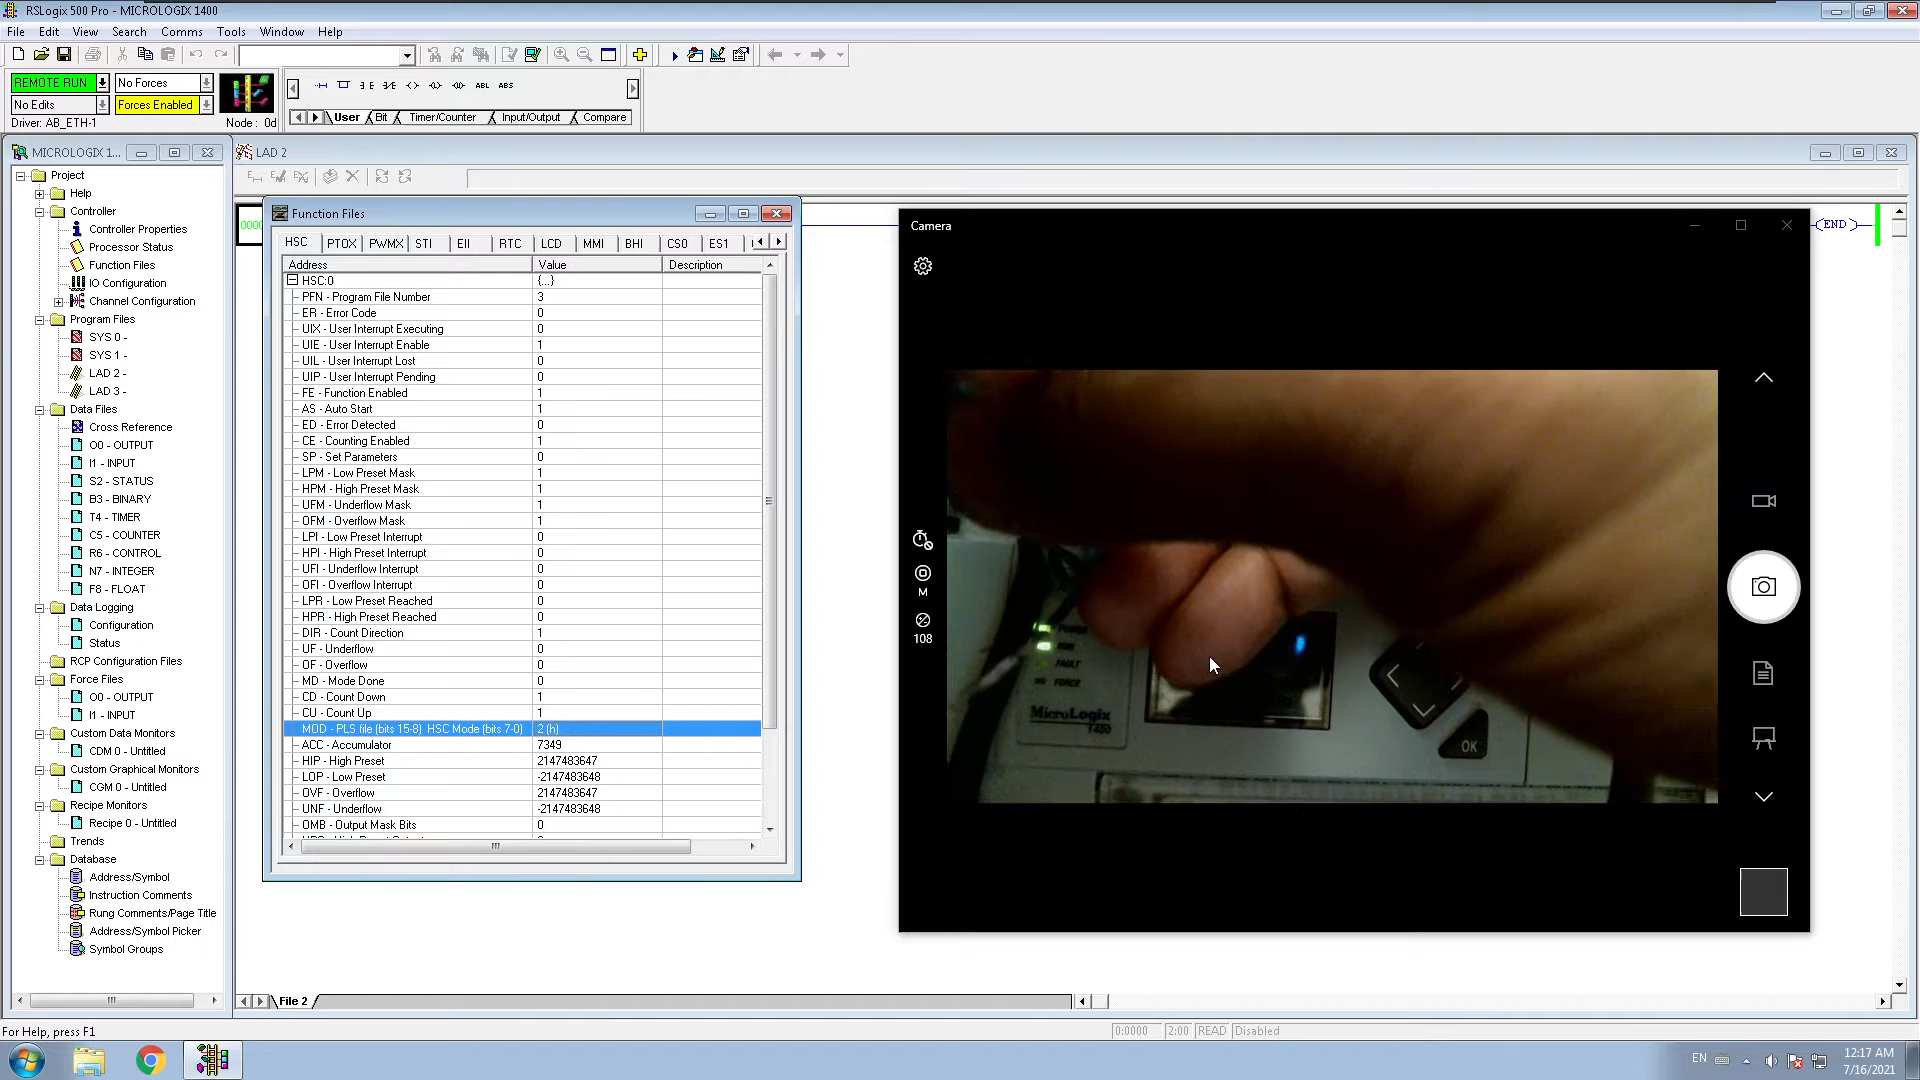 RSLogix 500 Pro - MICROLOGIX 1400
File Edit View Search Comms Tools Window Help
REMOTE RUN No Forces
No Edits Forces Enabled
Driver: AB_ETH-1 Node : 0d
ABL ABS
User Bit Timer/Counter Input/Output Compare
MICROLOGIX 1...
Project
Help
Controller
Controller Properties
Processor Status
Function Files
IO Configuration
Channel Configuration
Program Files
SYS 0 -
SYS 1 -
LAD 2 -
LAD 3 -
Data Files
Cross Reference
O0 - OUTPUT
I1 - INPUT
S2 - STATUS
B3 - BINARY
T4 - TIMER
C5 - COUNTER
R6 - CONTROL
N7 - INTEGER
F8 - FLOAT
Data Logging
Configuration
Status
RCP Configuration Files
Force Files
O0 - OUTPUT
I1 - INPUT
Custom Data Monitors
CDM 0 - Untitled
Custom Graphical Monitors
CGM 0 - Untitled
Recipe Monitors
Recipe 0 - Untitled
Trends
Database
Address/Symbol
Instruction Comments
Rung Comments/Page Title
Address/Symbol Picker
Symbol Groups
LAD 2
0000
END
Function Files
HSC PTOX PWMX STI EII RTC LCD MMI BHI CS0 ES1
Address Value Description
HSC:0 {...}
PFN - Program File Number 3
ER - Error Code 0
UIX - User Interrupt Executing 0
UIE - User Interrupt Enable 1
UIL - User Interrupt Lost 0
UIP - User Interrupt Pending 0
FE - Function Enabled 1
AS - Auto Start 1
ED - Error Detected 0
CE - Counting Enabled 1
SP - Set Parameters 0
LPM - Low Preset Mask 1
HPM - High Preset Mask 1
UFM - Underflow Mask 1
OFM - Overflow Mask 1
LPI - Low Preset Interrupt 0
HPI - High Preset Interrupt 0
UFI - Underflow Interrupt 0
OFI - Overflow Interrupt 0
LPR - Low Preset Reached 0
HPR - High Preset Reached 0
DIR - Count Direction 1
UF - Underflow 0
OF - Overflow 0
MD - Mode Done 0
CD - Count Down 1
CU - Count Up 1
MOD - PLS file (bits 15-8) HSC Mode (bits 7-0) 2 (h)
ACC - Accumulator 7349
HIP - High Preset 2147483647
LOP - Low Preset -2147483648
OVF - Overflow 2147483647
UNF - Underflow -2147483648
OMB - Output Mask Bits 0
Camera
M
108
RUN
FAULT
FORCE
MicroLogix
1400
OK
File 2
For Help, press F1
0:0000 2:00 READ Disabled
EN
12:17 AM
7/16/2021